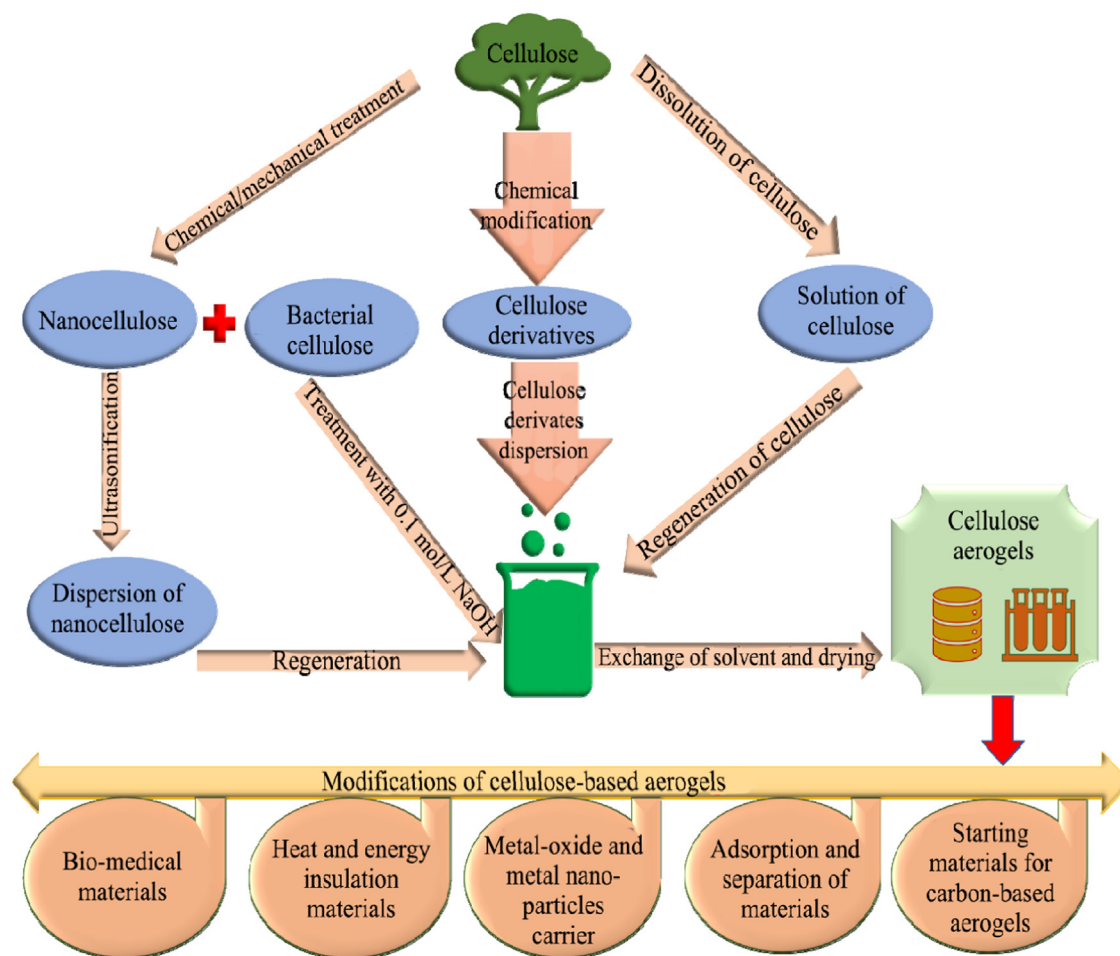 Cellulose
Chemical/mechanical treatment
Chemical
modification
Dissolution of cellulose
Nanocellulose
Bacterial
cellulose
Cellulose
derivatives
Solution of
cellulose
Ultrasonification
Treatment with 0.1 mol/L NaOH
Cellulose
derivates
dispersion
Regeneration of cellulose
Cellulose
aerogels
Dispersion of
nanocellulose
Regeneration
Exchange of solvent and drying
Modifications of cellulose-based aerogels
Bio-medical
materials
Heat and energy
insulation
materials
Metal-oxide and
metal nano-
particles
carrier
Adsorption and
separation of
materials
Starting
materials for
carbon-based
aerogels